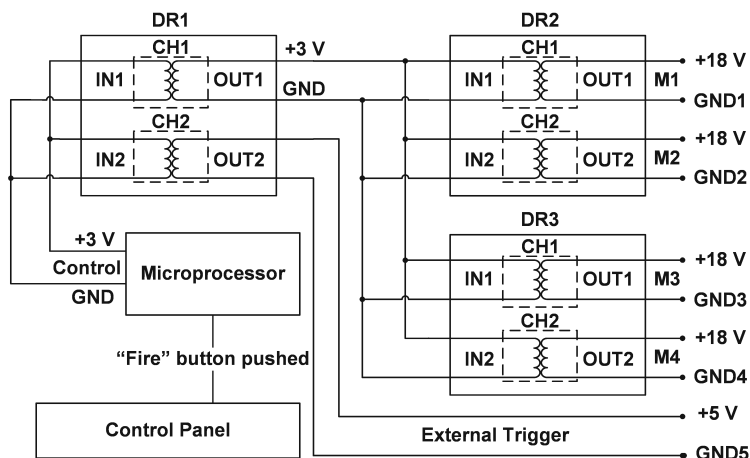 DR1
DR2
+3 V
CH1
IN1
OUT1
GND
CH2
IN2
OUT2
CH1
IN1
OUT1
M1
+18 V
GND1
CH2
IN2
OUT2
M2
+18 V
GND2
DR3
CH1
IN1
OUT1
M3
+18 V
GND3
CH2
IN2
OUT2
M4
+18 V
GND4
+3 V
Control
GND
Microprocessor
“Fire” button pushed
Control Panel
External Trigger
+5 V
GND5